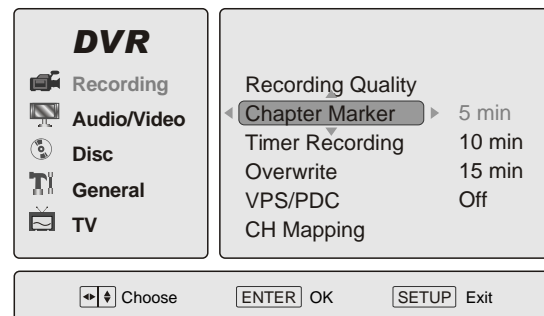 DVR
Recording
Audio/Video
Disc
General
TV
Recording Quality
Chapter Marker 5 min
Timer Recording 10 min
Overwrite 15 min
VPS/PDC Off
CH Mapping
Choose ENTER OK SETUP Exit